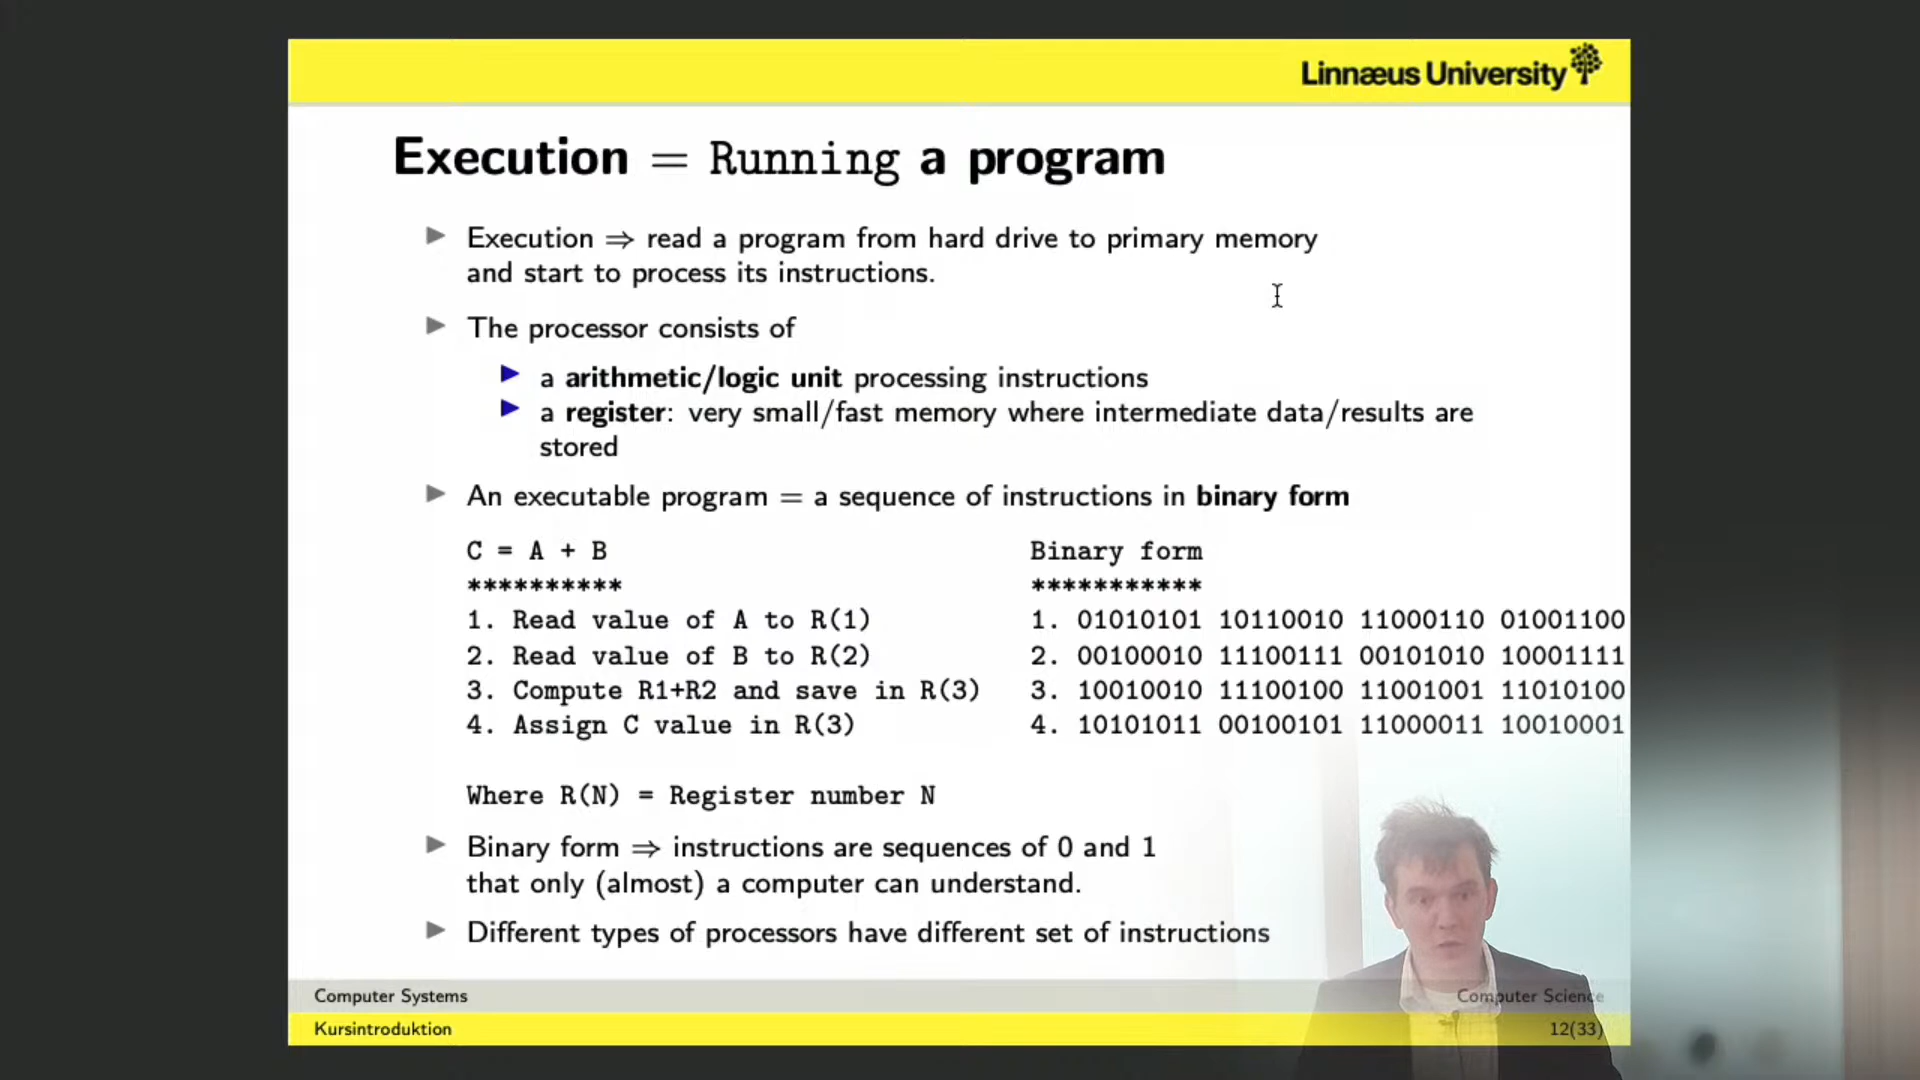 Linnæus University
Execution = Running a program
Execution ⇒ read a program from hard drive to primary memory
and start to process its instructions.
The processor consists of
a arithmetic/logic unit processing instructions
a register: very small/fast memory where intermediate data/results are
stored
An executable program = a sequence of instructions in binary form
C = A + B
**********
1. Read value of A to R(1)
2. Read value of B to R(2)
3. Compute R1+R2 and save in R(3)
4. Assign C value in R(3)
Binary form
***********
1. 01010101 10110010 11000110 01001100
2. 00100010 11100111 00101010 10001111
3. 10010010 11100100 11001001 11010100
4. 10101011 00100101 11000011 10010001
Where R(N) = Register number N
Binary form ⇒ instructions are sequences of 0 and 1
that only (almost) a computer can understand.
Different types of processors have different set of instructions
Computer Systems
Computer Science
Kursintroduktion
12(33)